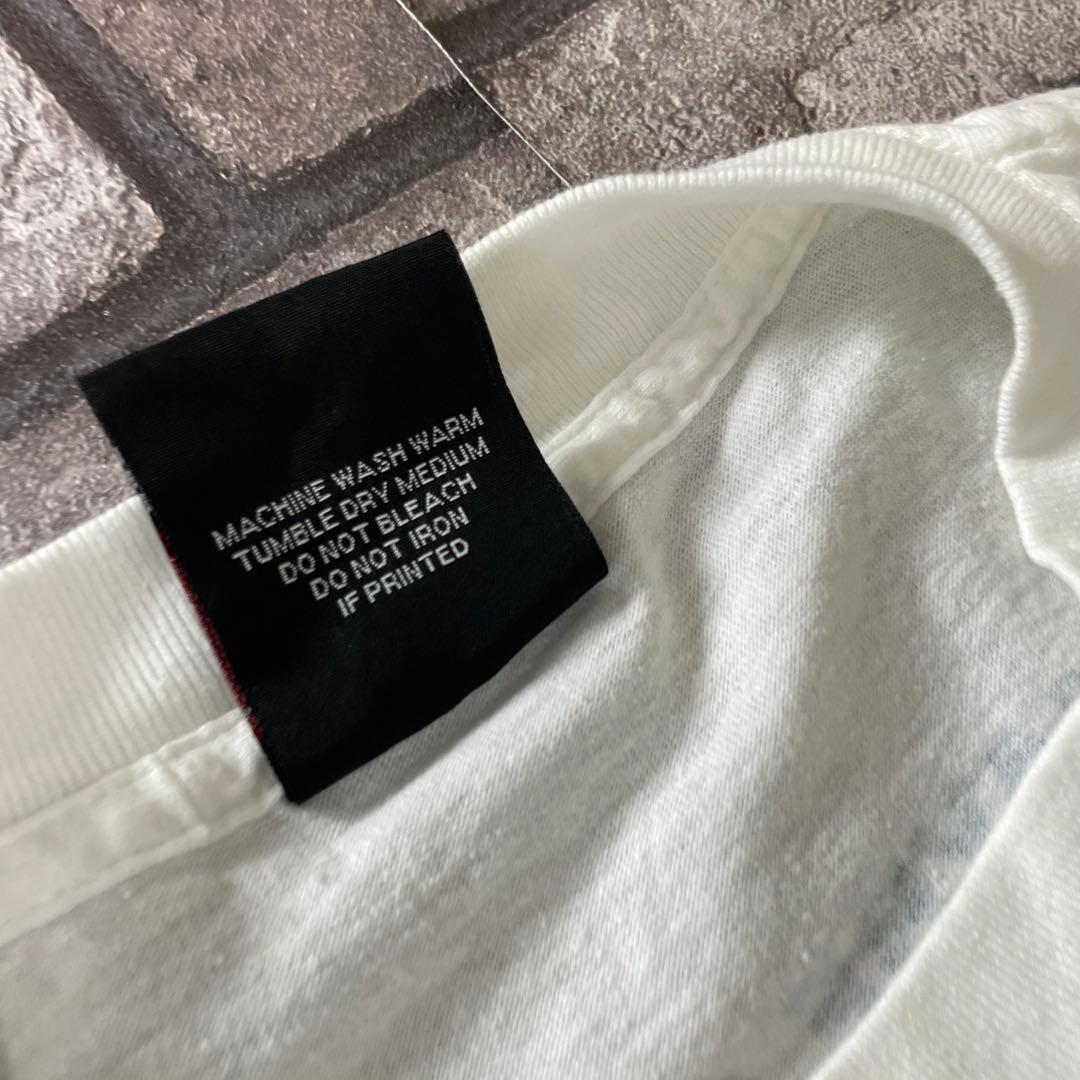 MACHINE WASH WARM
TUMBLE DRY MEDIUM
DO NOT BLEACH
DO NOT IRON
IF PRINTED